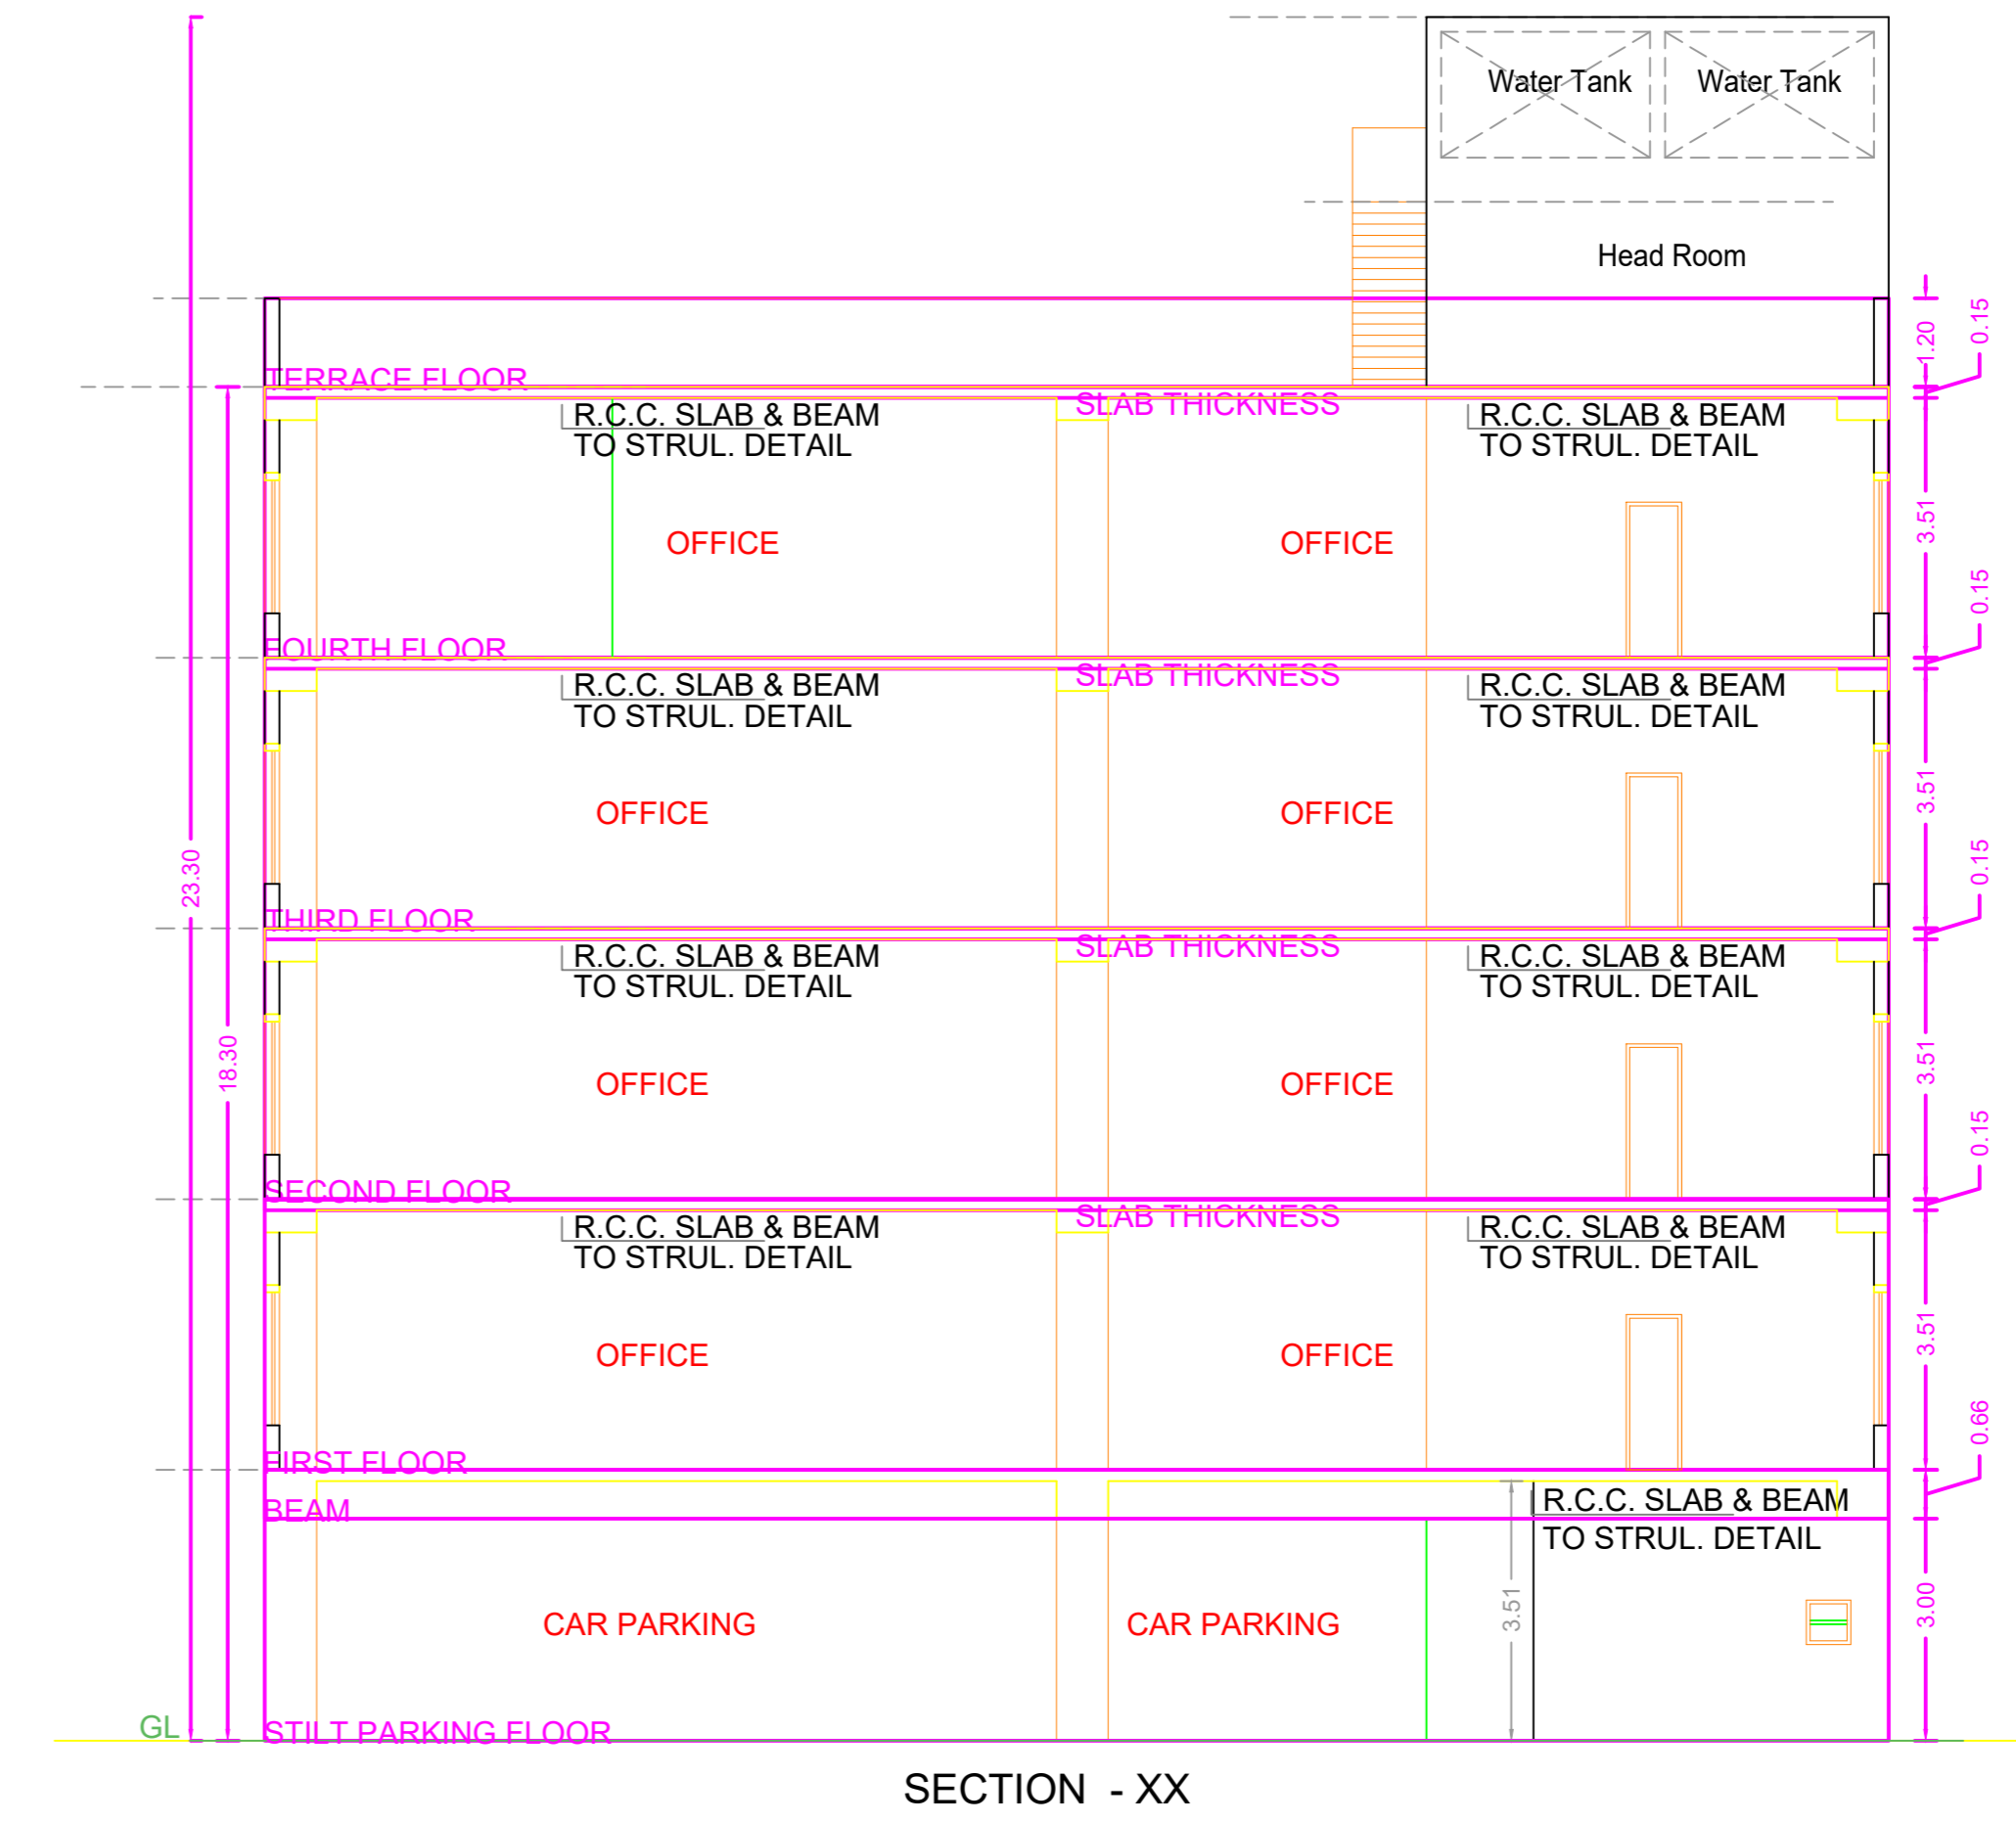 Water Tank Water Tank
Head Room
1.20
0.15
TERRACE FLOOR
SLAB THICKNESS
R.C.C. SLAB & BEAM
TO STRUL. DETAIL
R.C.C. SLAB & BEAM
TO STRUL. DETAIL
OFFICE OFFICE
3.51
0.15
FOURTH FLOOR
SLAB THICKNESS
R.C.C. SLAB & BEAM
TO STRUL. DETAIL
R.C.C. SLAB & BEAM
TO STRUL. DETAIL
OFFICE OFFICE
3.51
0.15
23.30
THIRD FLOOR
SLAB THICKNESS
R.C.C. SLAB & BEAM
TO STRUL. DETAIL
R.C.C. SLAB & BEAM
TO STRUL. DETAIL
18.30
OFFICE OFFICE
3.51
0.15
SECOND FLOOR
SLAB THICKNESS
R.C.C. SLAB & BEAM
TO STRUL. DETAIL
R.C.C. SLAB & BEAM
TO STRUL. DETAIL
OFFICE OFFICE
3.51
0.66
FIRST FLOOR
BEAM
R.C.C. SLAB & BEAM
TO STRUL. DETAIL
CAR PARKING CAR PARKING
3.51
3.00
GL
STILT PARKING FLOOR
SECTION - XX